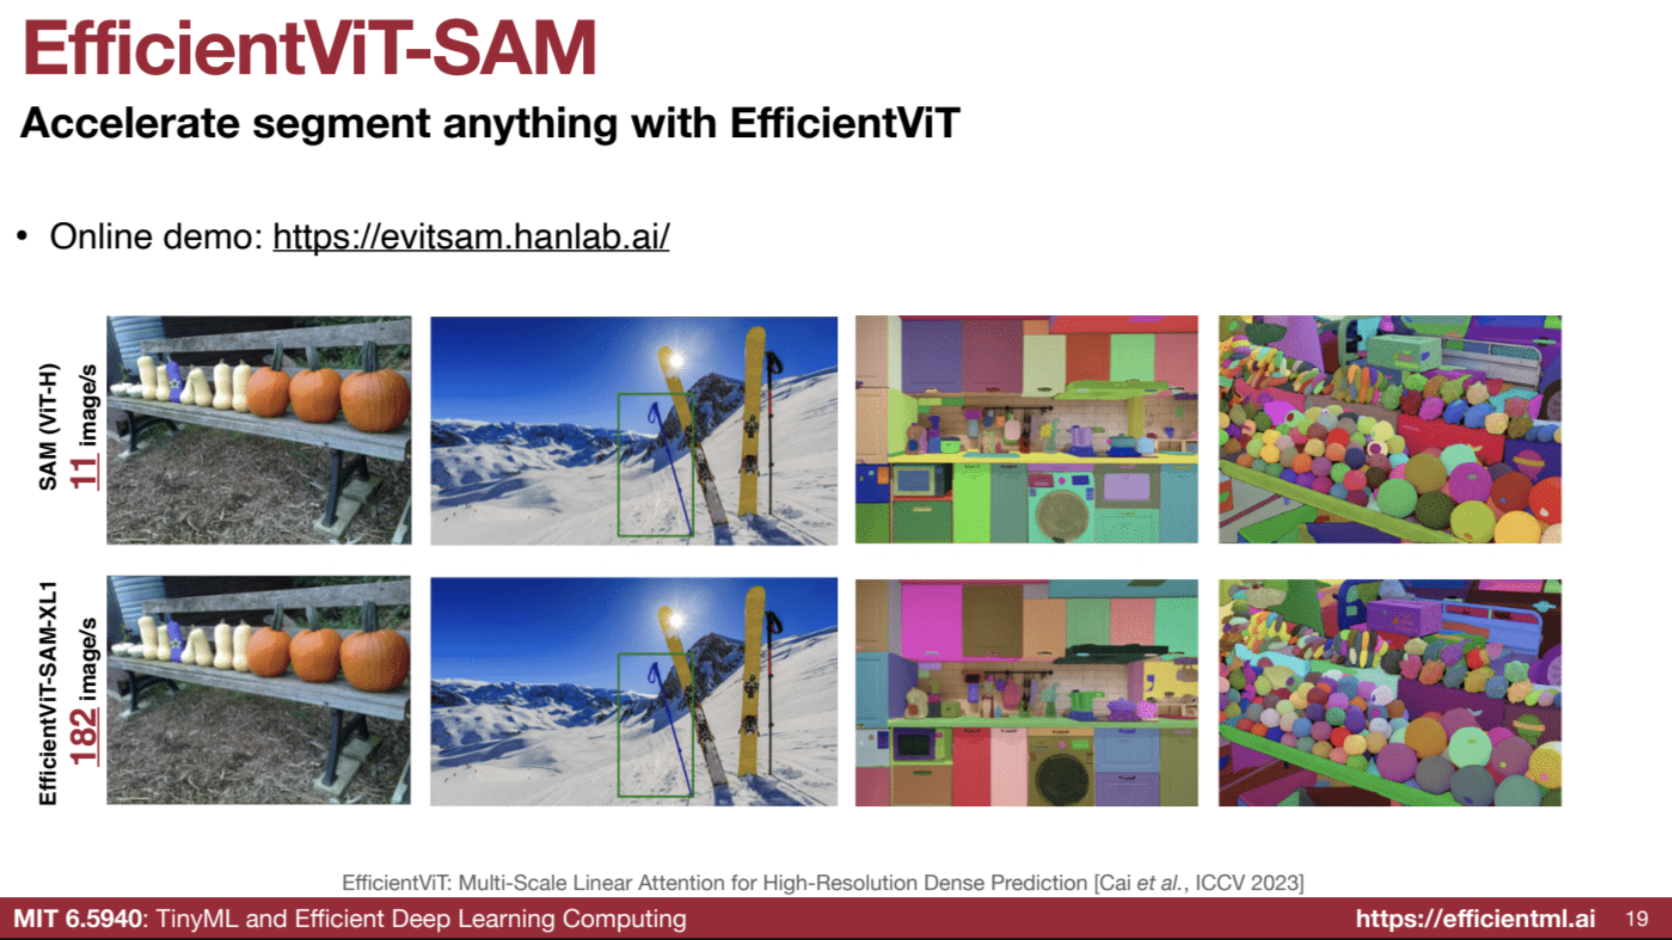 EfficientViT-SAM
Accelerate segment anything with EfficientViT
• Online demo: https://evitsam.hanlab.ai/
SAM (ViT-H)
11 images/s
EfficientViT-SAM-XL1
182 images/s
EfficientViT: Multi-Scale Linear Attention for High-Resolution Dense Prediction [Cai et al., ICCV 2023]
MIT 6.5940: TinyML and Efficient Deep Learning Computing
https://efficientml.ai 19